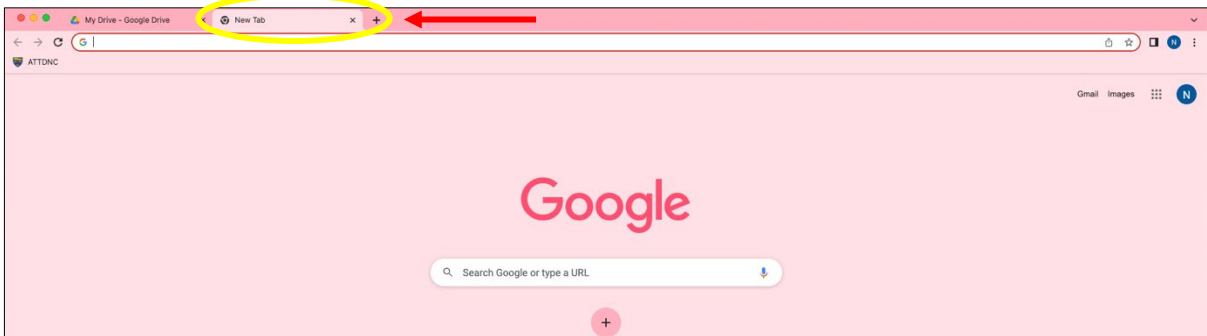 My Drive - Google Drive New Tab
ATTDNC
Gmail Images N
Google
Search Google or type a URL